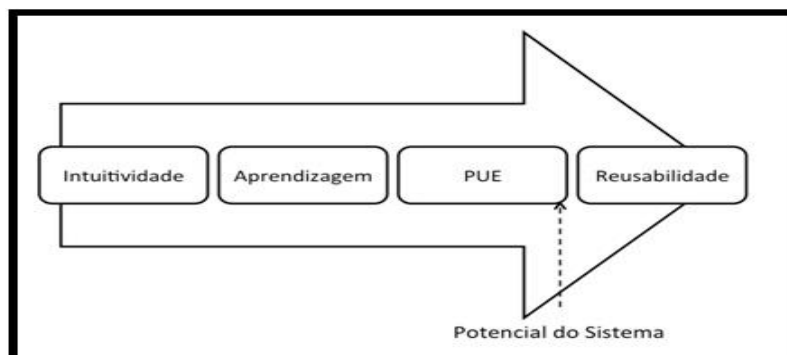 Intuitividade
Aprendizagem
PUE
Reusabilidade
Potencial do Sistema